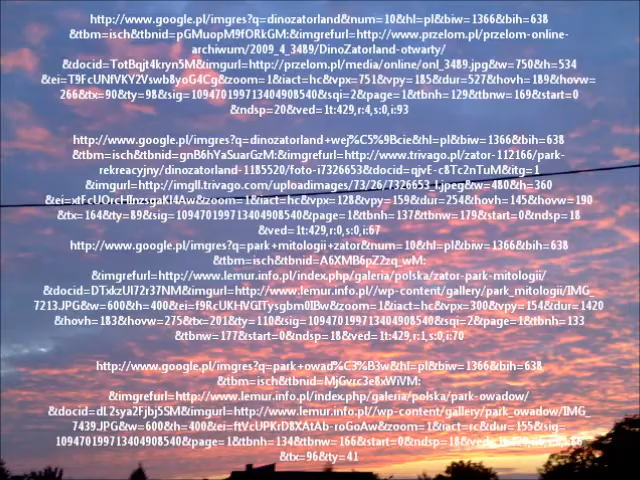 http://www.google.pl/imgres?q=dinozatorland&num=10&hl=pl&biw=1366&bih=638
&tbm=isch&tbnid=pGMuopM9fORkGM:&imgrefurl=http://www.przelom.pl/przelom-online-
archiwum/2009_4_3489/DinoZatorland-otwarty/
&docid=TotBqjt4kryn5M&imgurl=http://przelom.pl/media/online/onl_3489.jpg&w=750&h=534
&ei=T9FcUNfVKY2Vswb8yoG4Cg&zoom=1&iact=hc&vpx=751&vpy=185&dur=527&hovh=189&hovw=
266&tx=90&ty=98&sig=109470199713404908540&sqi=2&page=1&tbnh=129&tbnw=169&start=0
&ndsp=20&ved=1t:429,r:4,s:0,i:93
http://www.google.pl/imgres?q=dinozatorland+wej%C5%9Bcie&hl=pl&biw=1366&bih=638
&tbm=isch&tbnid=gnB6hYaSuarGzM:&imgrefurl=http://www.trivago.pl/zator-112166/park-
rekreacyjny/dinozatorland-1185520/foto-i7326653&docid=qjvE-c8Tc2nTuM&itg=1
&imgurl=http://imgll.trivago.com/uploadimages/73/26/7326653_l.jpeg&w=480&h=360
&ei=xtFcUOrcHInzsgaKl4Aw&zoom=1&iact=hc&vpx=128&vpy=159&dur=254&hovh=145&hovw=190
&tx=164&ty=89&sig=109470199713404908540&page=1&tbnh=137&tbnw=179&start=0&ndsp=18
&ved=1t:429,r:0,s:0,i:67
http://www.google.pl/imgres?q=park+mitologii+zator&num=10&hl=pl&biw=1366&bih=638
&tbm=isch&tbnid=A6XMB6pZ2zq_wM:
&imgrefurl=http://www.lemur.info.pl/index.php/galeria/polska/zator-park-mitologii/
&docid=DTxkzUl72r37NM&imgurl=http://www.lemur.info.pl//wp-content/gallery/park_mitologii/IMG_
7213.JPG&w=600&h=400&ei=f9RcUKHVGITysgbm0IBw&zoom=1&iact=hc&vpx=300&vpy=154&dur=1420
&hovh=183&hovw=275&tx=201&ty=110&sig=109470199713404908540&sqi=2&page=1&tbnh=133
&tbnw=177&start=0&ndsp=18&ved=1t:429,r:1,s:0,i:70
http://www.google.pl/imgres?q=park+owad%C3%B3w&hl=pl&biw=1366&bih=638
&tbm=isch&tbnid=MjGvrc3e8xWiVM:
&imgrefurl=http://www.lemur.info.pl/index.php/galeria/polska/park-owadow/
&docid=dL2sya2Fjbj5SM&imgurl=http://www.lemur.info.pl//wp-content/gallery/park_owadow/IMG_
7439.JPG&w=600&h=400&ei=ftVcUPKrD8XAtAb-roGoAw&zoom=1&iact=rc&dur=155&sig=
109470199713404908540&page=1&tbnh=134&tbnw=166&start=0&ndsp=18
&tx=96&ty=41